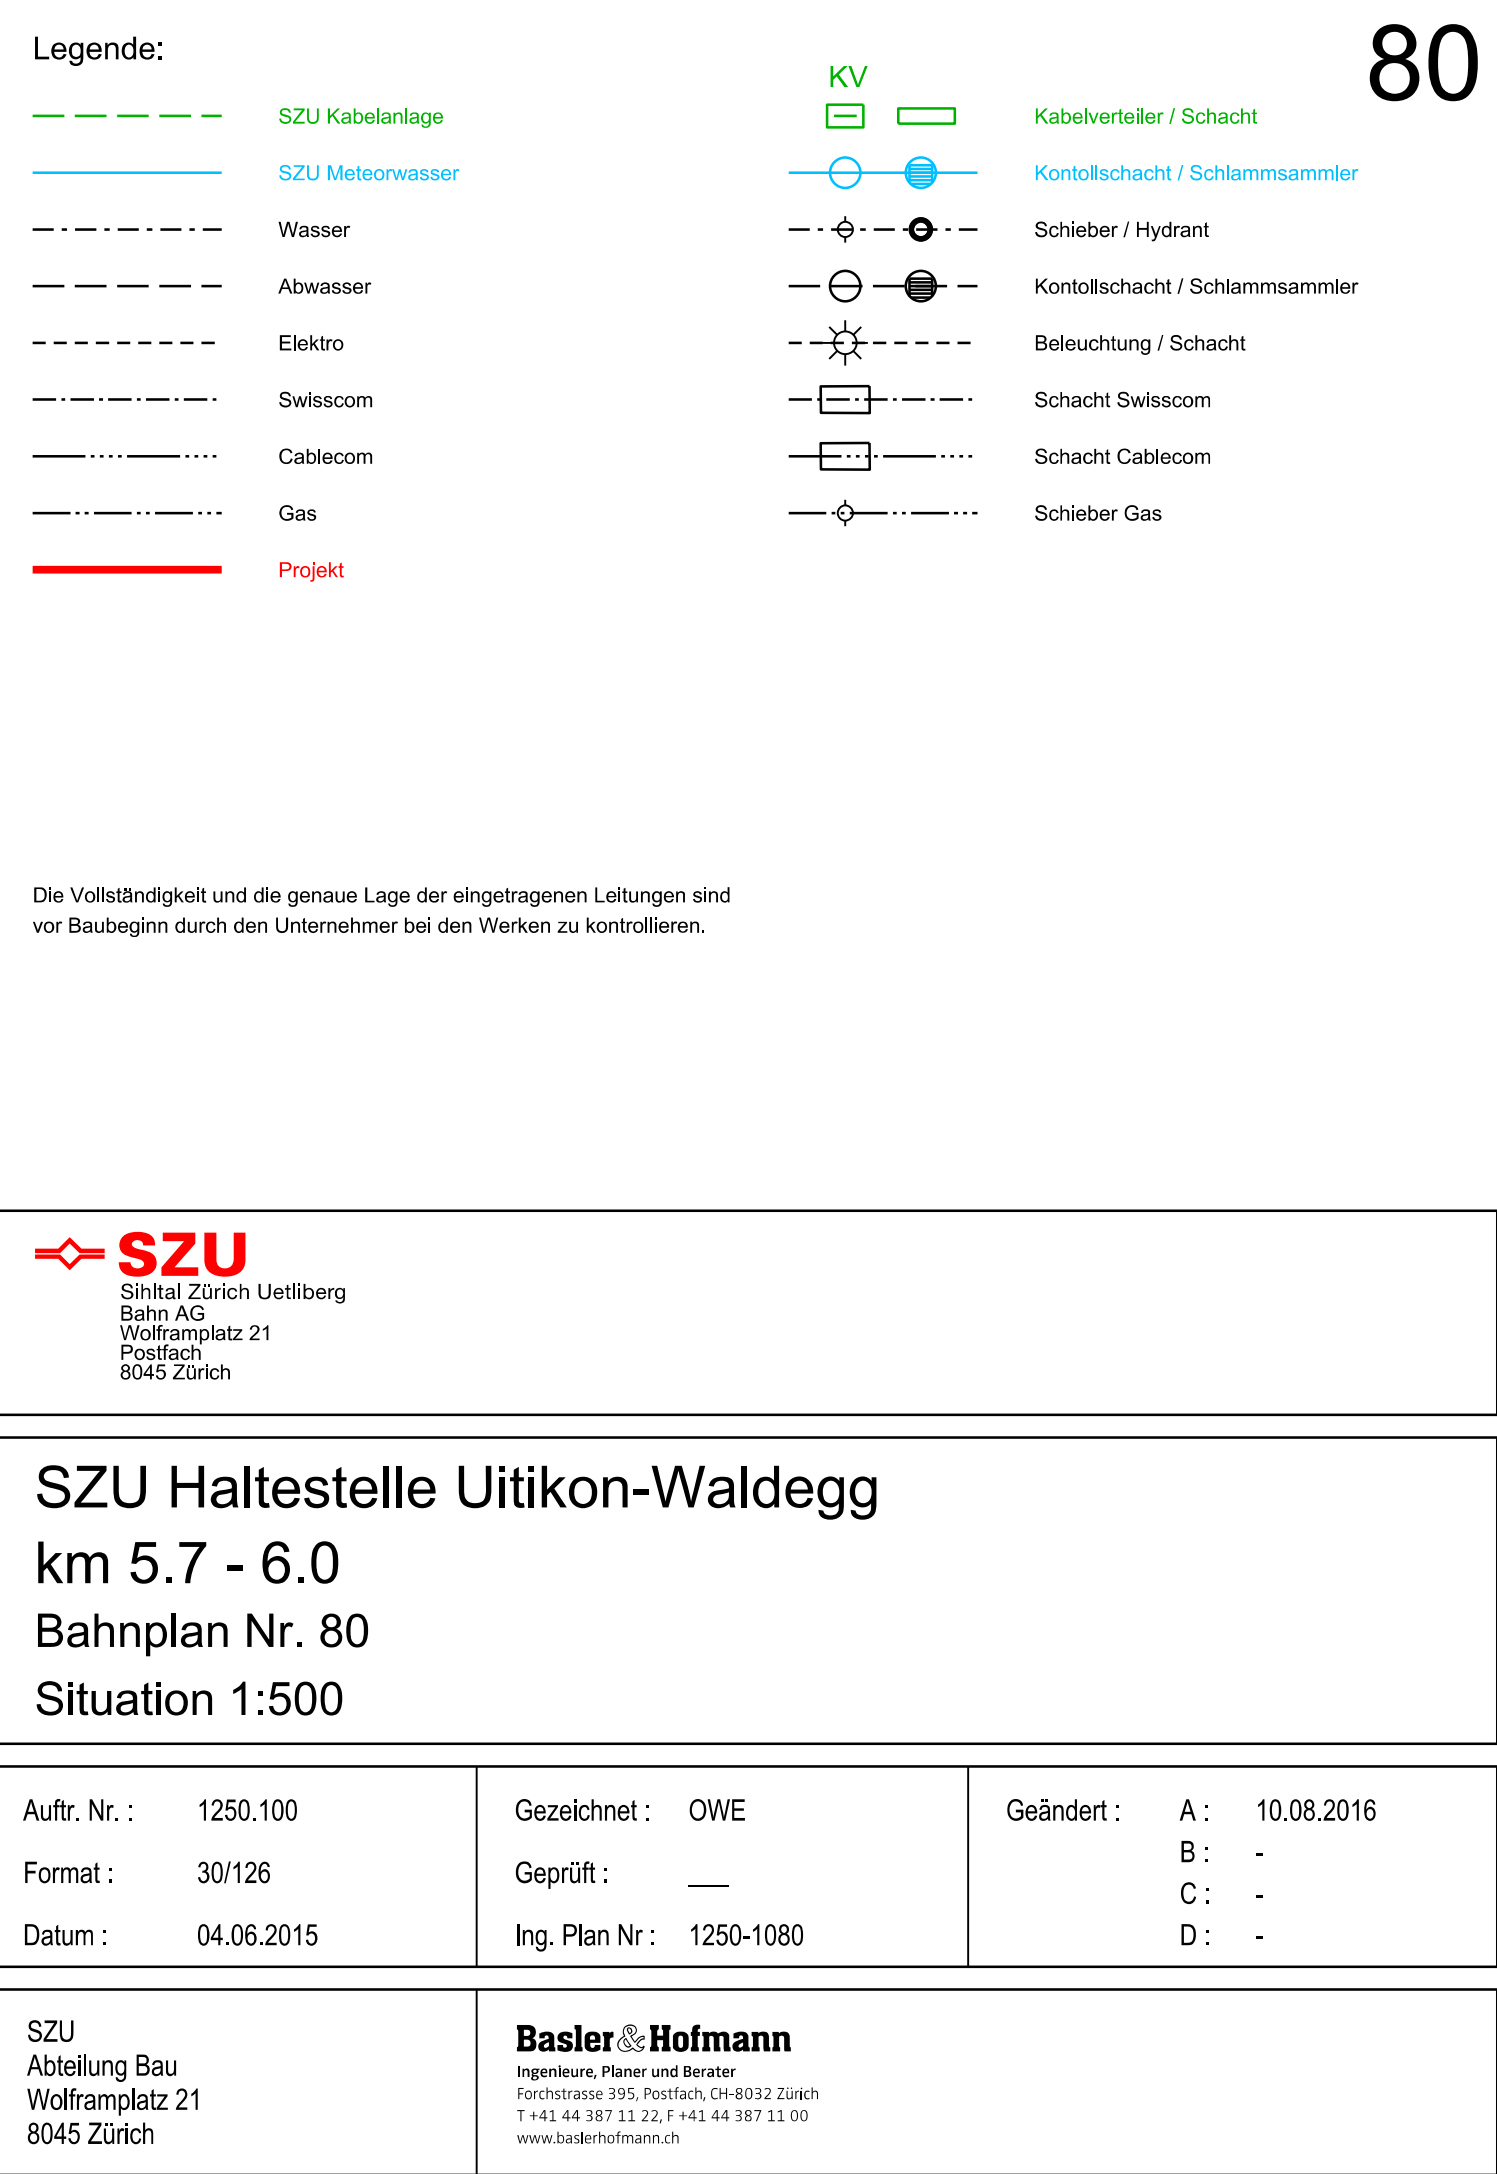 80
Legende:
KV
SZU Kabelanlage
Kabelverteiler / Schacht
SZU Meteorwasser
Kontollschacht / Schlammsammler
Wasser
Schieber / Hydrant
Abwasser
Kontollschacht / Schlammsammler
Elektro
Beleuchtung / Schacht
Swisscom
Schacht Swisscom
Cablecom
Schacht Cablecom
Gas
Schieber Gas
Projekt
Die Vollständigkeit und die genaue Lage der eingetragenen Leitungen sind
vor Baubeginn durch den Unternehmer bei den Werken zu kontrollieren.
SZU
Sihltal Zürich Uetliberg
Bahn AG
Wolframplatz 21
Postfach
8045 Zürich
SZU Haltestelle Uitikon-Waldegg
km 5.7 - 6.0
Bahnplan Nr. 80
Situation 1:500
Auftr. Nr. : 1250.100
Format : 30/126
Datum : 04.06.2015
Gezeichnet : OWE
Geprüft : ___
Ing. Plan Nr : 1250-1080
Geändert : A : 10.08.2016
B : -
C : -
D : -
SZU
Abteilung Bau
Wolframplatz 21
8045 Zürich
Basler & Hofmann
Ingenieure, Planer und Berater
Forchstrasse 395, Postfach, CH-8032 Zürich
T +41 44 387 11 22, F +41 44 387 11 00
www.baslerhofmann.ch